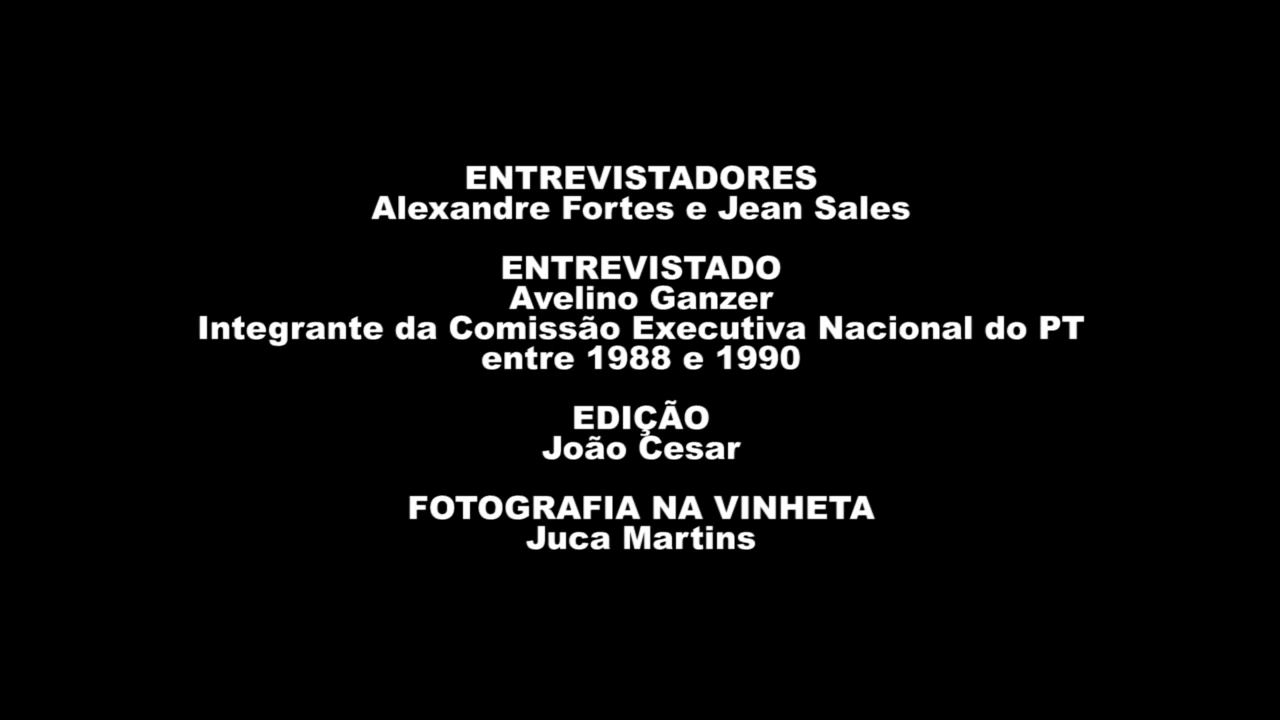 ENTREVISTADORES
Alexandre Fortes e Jean Sales
ENTREVISTADO
Avelino Ganzer
Integrante da Comissão Executiva Nacional do PT
entre 1988 e 1990
EDIÇÃO
João Cesar
FOTOGRAFIA NA VINHETA
Juca Martins